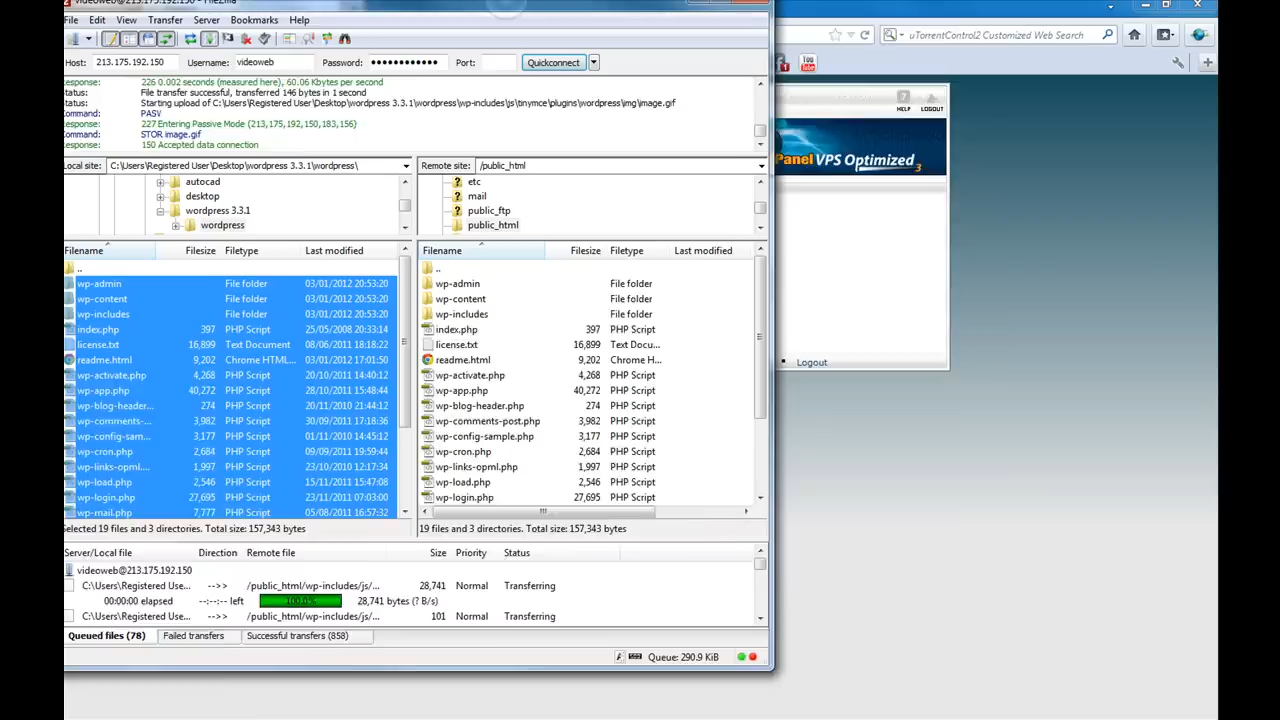 videoweb@213.175.192.150 - FileZilla
File Edit View Transfer Server Bookmarks Help
Host: 213.175.192.150 Username: videoweb Password: •••••••••••• Port: Quickconnect
uTorrentControl2 Customized Web Search
You Tube
Response: 226 0.002 seconds (measured here), 60.06 Kbytes per second
Status: File transfer successful, transferred 146 bytes in 1 second
Status: Starting upload of C:\Users\Registered User\Desktop\wordpress 3.3.1\wordpress\wp-includes\js\tinymce\plugins\wordpress\img\image.gif
Command: PASV
Response: 227 Entering Passive Mode (213,175,192,150,183,156)
Command: STOR image.gif
Response: 150 Accepted data connection
HELP LOGOUT
Panel VPS Optimized 3
Local site: C:\Users\Registered User\Desktop\wordpress 3.3.1\wordpress\
autocad
desktop
wordpress 3.3.1
wordpress
Remote site: /public_html
etc
mail
public_ftp
public_html
Filename Filesize Filetype Last modified
..
wp-admin File folder 03/01/2012 20:53:20
wp-content File folder 03/01/2012 20:53:20
wp-includes File folder 03/01/2012 20:53:20
index.php 397 PHP Script 25/05/2008 20:33:14
license.txt 16,899 Text Document 08/06/2011 18:18:22
readme.html 9,202 Chrome HTML... 03/01/2012 17:01:50
wp-activate.php 4,268 PHP Script 20/10/2011 14:40:12
wp-app.php 40,272 PHP Script 28/10/2011 15:48:44
wp-blog-header... 274 PHP Script 20/11/2010 21:44:12
wp-comments-... 3,982 PHP Script 30/09/2011 17:18:36
wp-config-sam... 3,177 PHP Script 01/11/2010 14:45:12
wp-cron.php 2,684 PHP Script 09/09/2011 19:59:44
wp-links-opml.... 1,997 PHP Script 23/10/2010 12:17:34
wp-load.php 2,546 PHP Script 15/11/2011 15:47:08
wp-login.php 27,695 PHP Script 23/11/2011 07:03:00
wp-mail.php 7,777 PHP Script 05/08/2011 16:57:32
Selected 19 files and 3 directories. Total size: 157,343 bytes
Filename Filesize Filetype Last modified
..
wp-admin File folder
wp-content File folder
wp-includes File folder
index.php 397 PHP Script
license.txt 16,899 Text Docu...
readme.html 9,202 Chrome H...
wp-activate.php 4,268 PHP Script
wp-app.php 40,272 PHP Script
wp-blog-header.php 274 PHP Script
wp-comments-post.php 3,982 PHP Script
wp-config-sample.php 3,177 PHP Script
wp-cron.php 2,684 PHP Script
wp-links-opml.php 1,997 PHP Script
wp-load.php 2,546 PHP Script
wp-login.php 27,695 PHP Script
19 files and 3 directories. Total size: 157,343 bytes
Logout
Server/Local file Direction Remote file Size Priority Status
videoweb@213.175.192.150
C:\Users\Registered Use... -->> /public_html/wp-includes/js/... 28,741 Normal Transferring
00:00:00 elapsed --:--:-- left 100.0% 28,741 bytes (? B/s)
C:\Users\Registered Use... -->> /public_html/wp-includes/js/... 101 Normal Transferring
Queued files (78) Failed transfers Successful transfers (858)
Queue: 290.9 KiB